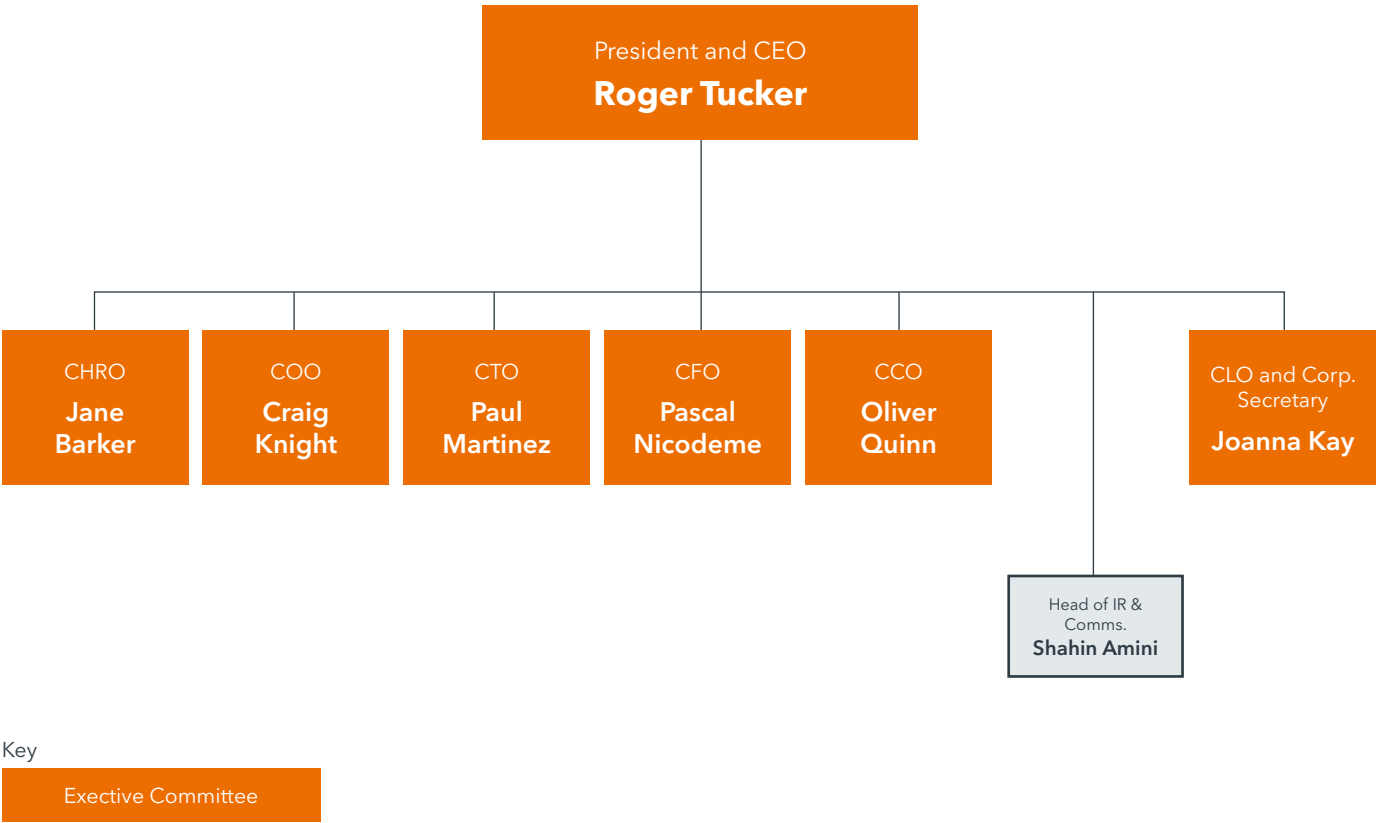 President and CEO
Roger Tucker
CHRO
Jane
Barker
COO
Craig
Knight
CTO
Paul
Martinez
CFO
Pascal
Nicodeme
CCO
Oliver
Quinn
CLO and Corp.
Secretary
Joanna Kay
Head of IR &
Comms.
Shahin Amini
Key
Exective Committee